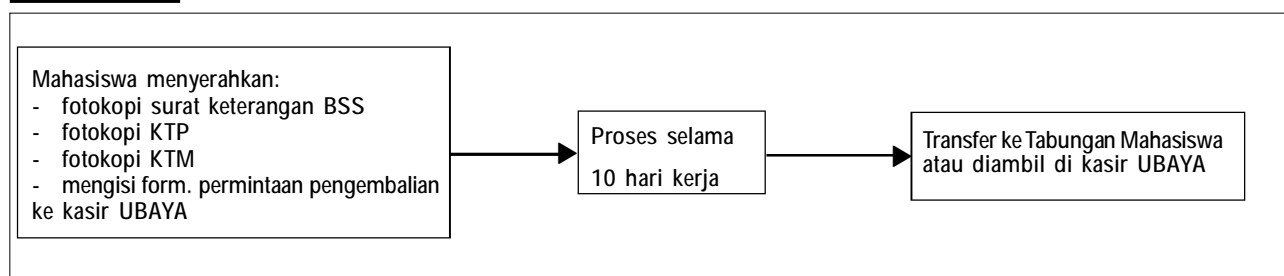 Mahasiswa menyerahkan:
- fotokopi surat keterangan BSS
- fotokopi KTP
- fotokopi KTM
- mengisi form. permintaan pengembalian
ke kasir UBAYA
Proses selama
10 hari kerja
Transfer ke Tabungan Mahasiswa
atau diambil di kasir UBAYA